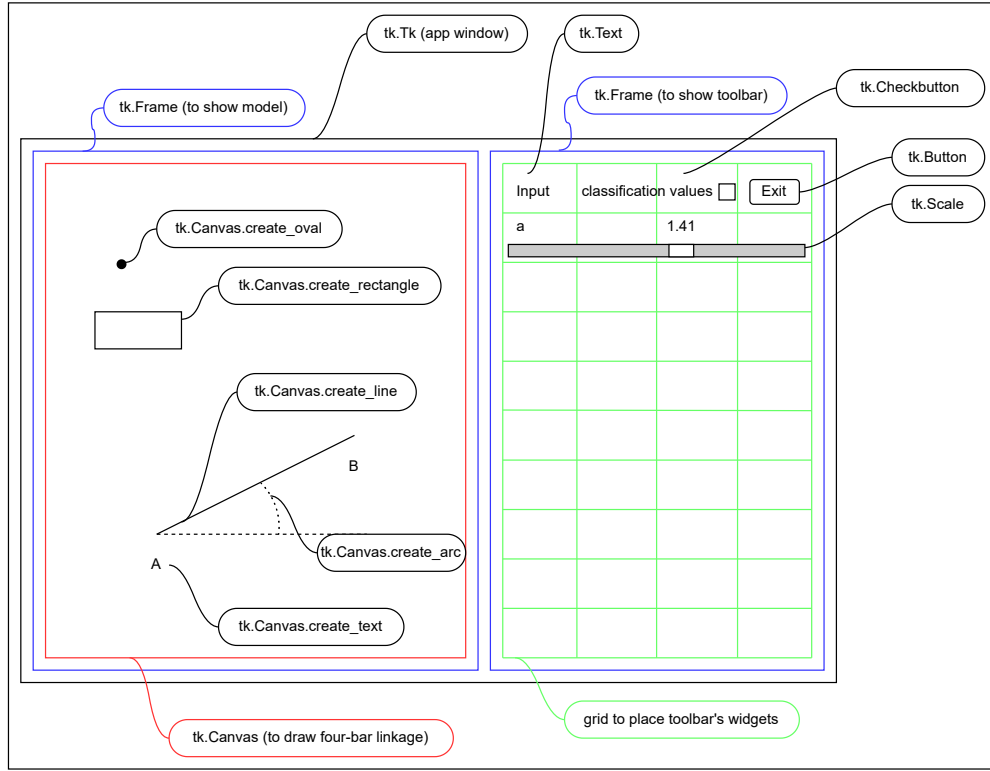 tk.Tk (app window)
tk.Text
tk.Frame (to show model)
tk.Frame (to show toolbar)
tk.Checkbutton
tk.Button
tk.Scale
Input
classification values
Exit
a
1.41
tk.Canvas.create_oval
tk.Canvas.create_rectangle
tk.Canvas.create_line
B
tk.Canvas.create_arc
A
tk.Canvas.create_text
tk.Canvas (to draw four-bar linkage)
grid to place toolbar's widgets